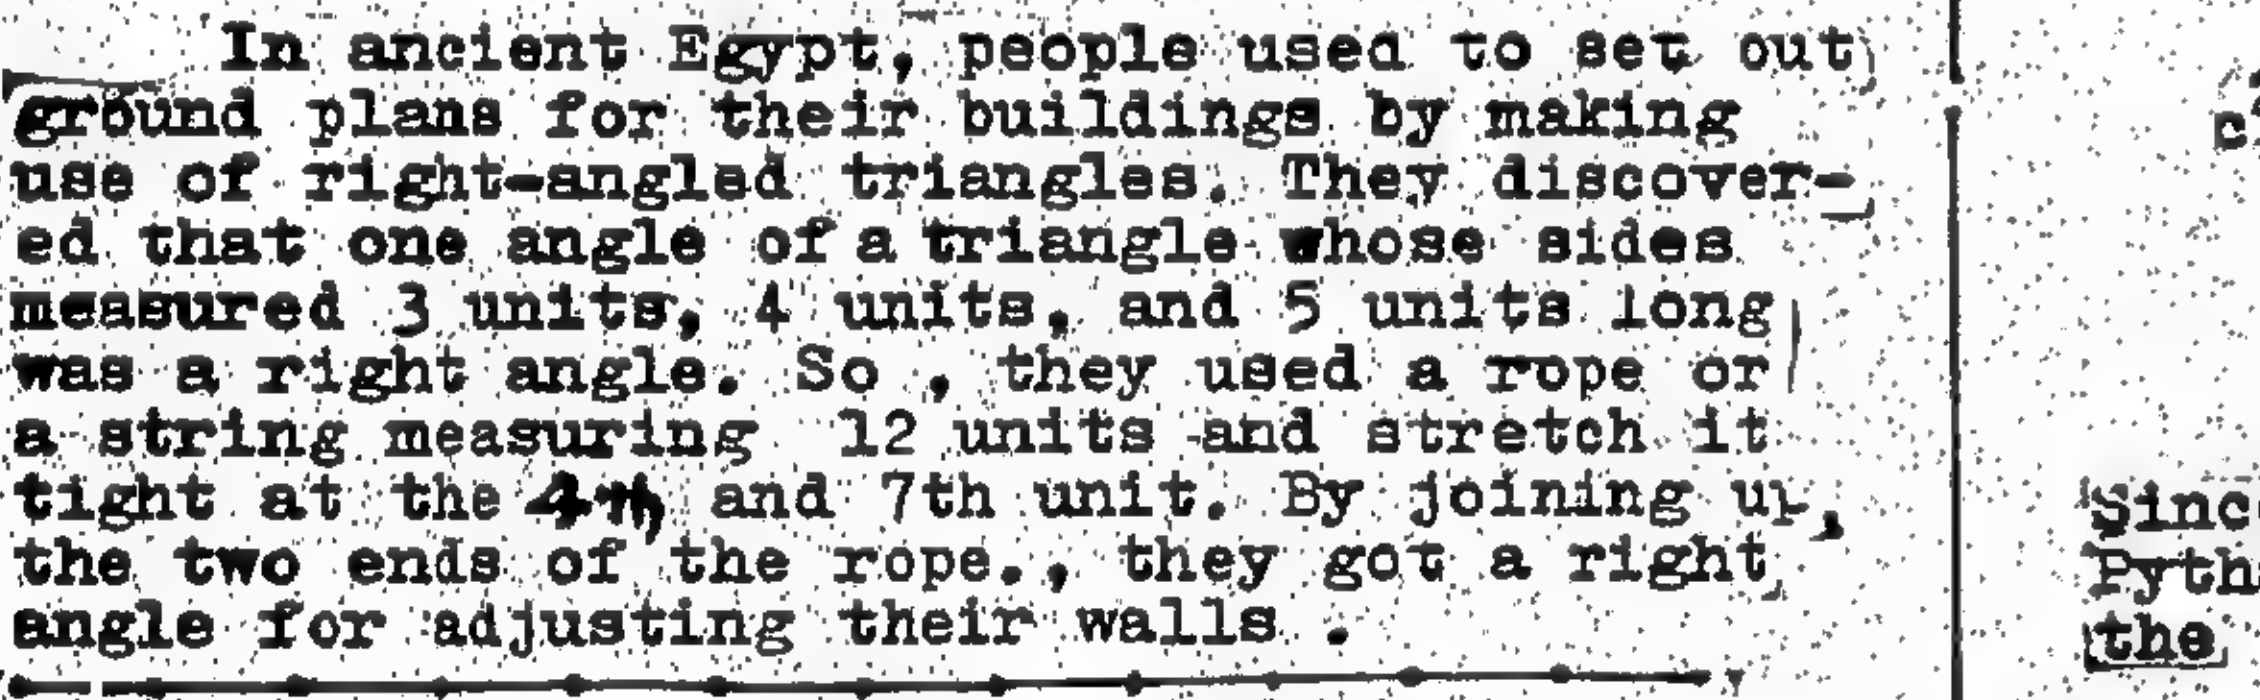 In ancient Egypt, people used to set out
ground plans for their buildings by making
use of right-angled triangles. They discover-
ed that one angle of a triangle whose sides
measured 3 units, 4 units, and 5 units long
was a right angle. So , they used a rope or
a string measuring 12 units and stretch it
tight at the 4th and 7th unit. By joining up,
the two ends of the rope., they got a right
angle for adjusting their walls .
Sinc
Pyth
the